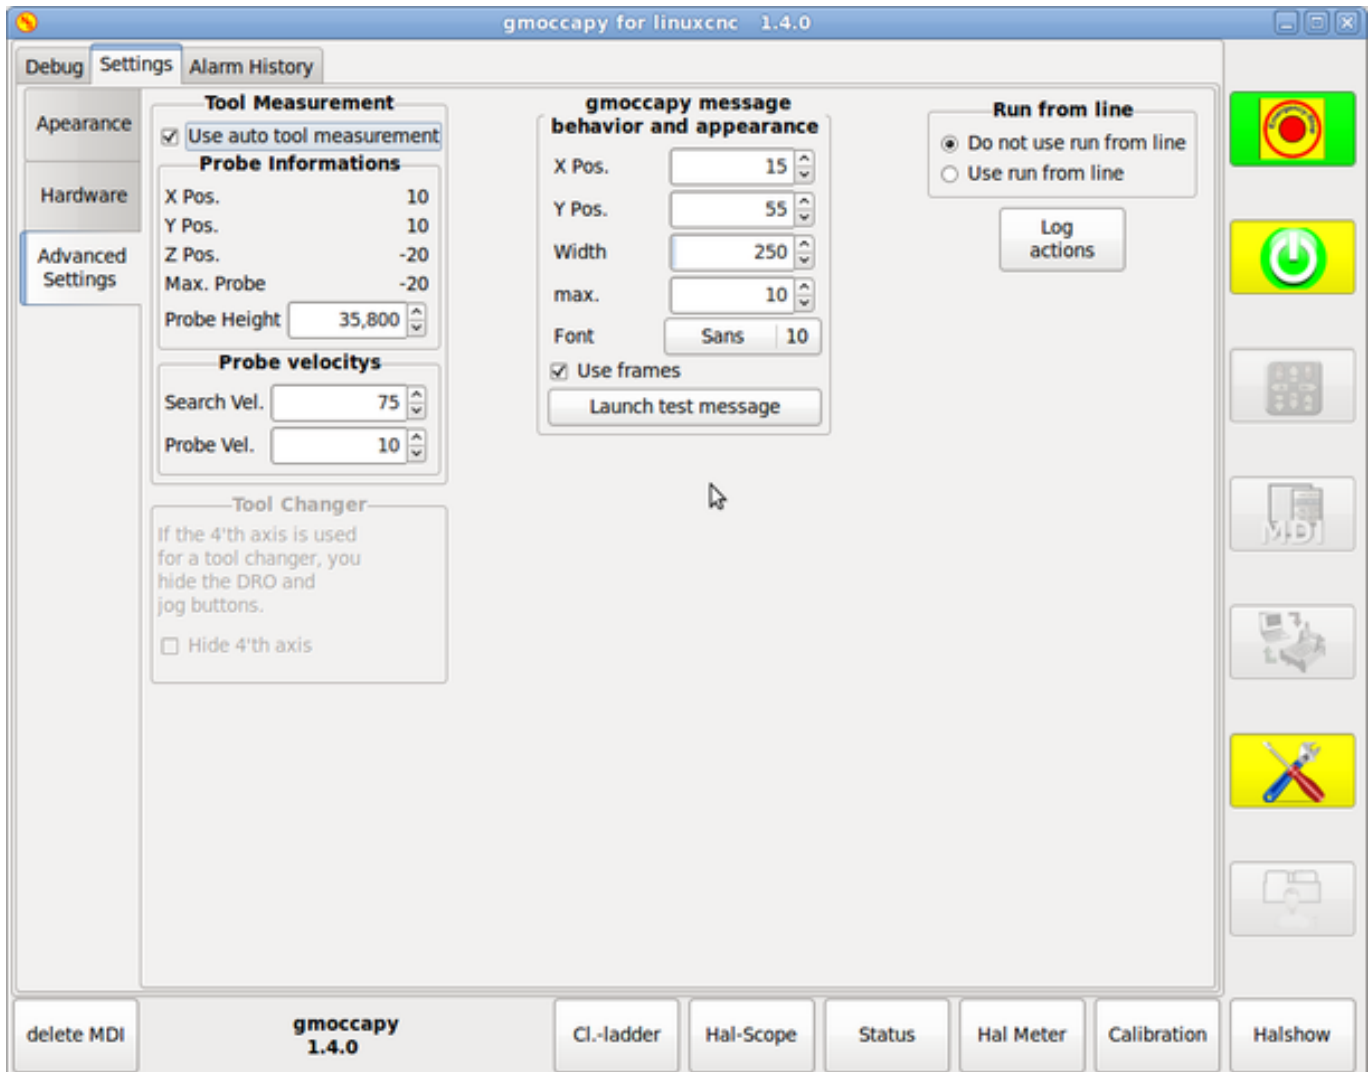 gmoccapy for linuxcnc 1.4.0
Debug
Settings
Alarm History
Apearance
Hardware
Advanced
Settings
Tool Measurement
Use auto tool measurement
Probe Informations
X Pos. 10
Y Pos. 10
Z Pos. -20
Max. Probe -20
Probe Height 35,800
Probe velocitys
Search Vel. 75
Probe Vel. 10
Tool Changer
If the 4'th axis is used
for a tool changer, you
hide the DRO and
jog buttons.
Hide 4'th axis
gmoccapy message
behavior and appearance
X Pos. 15
Y Pos. 55
Width 250
max. 10
Font Sans 10
Use frames
Launch test message
Run from line
Do not use run from line
Use run from line
Log
actions
MDI
delete MDI
gmoccapy
1.4.0
Cl.-ladder
Hal-Scope
Status
Hal Meter
Calibration
Halshow